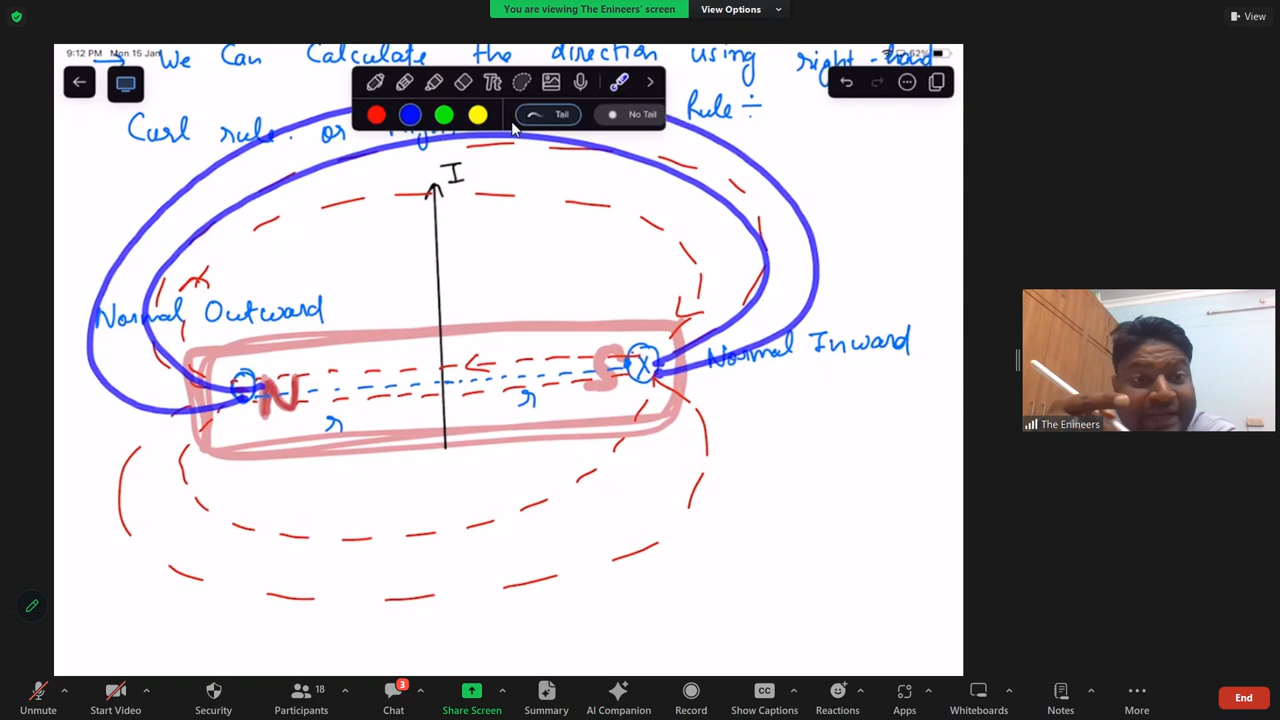 You are viewing The Enineers' screen
View Options
View
9:12 PM Mon 15 Jan
62%
→ We Can Calculate the direction using right-hand
Curl rule. or Rule ÷
Tail
No Tail
I
Normal Outward
Normal Inward
N
S
X
r
r
The Enineers
Unmute
Start Video
Security
18
Participants
3
Chat
Share Screen
Summary
AI Companion
Record
CC
Show Captions
Reactions
Apps
Whiteboards
Notes
More
End